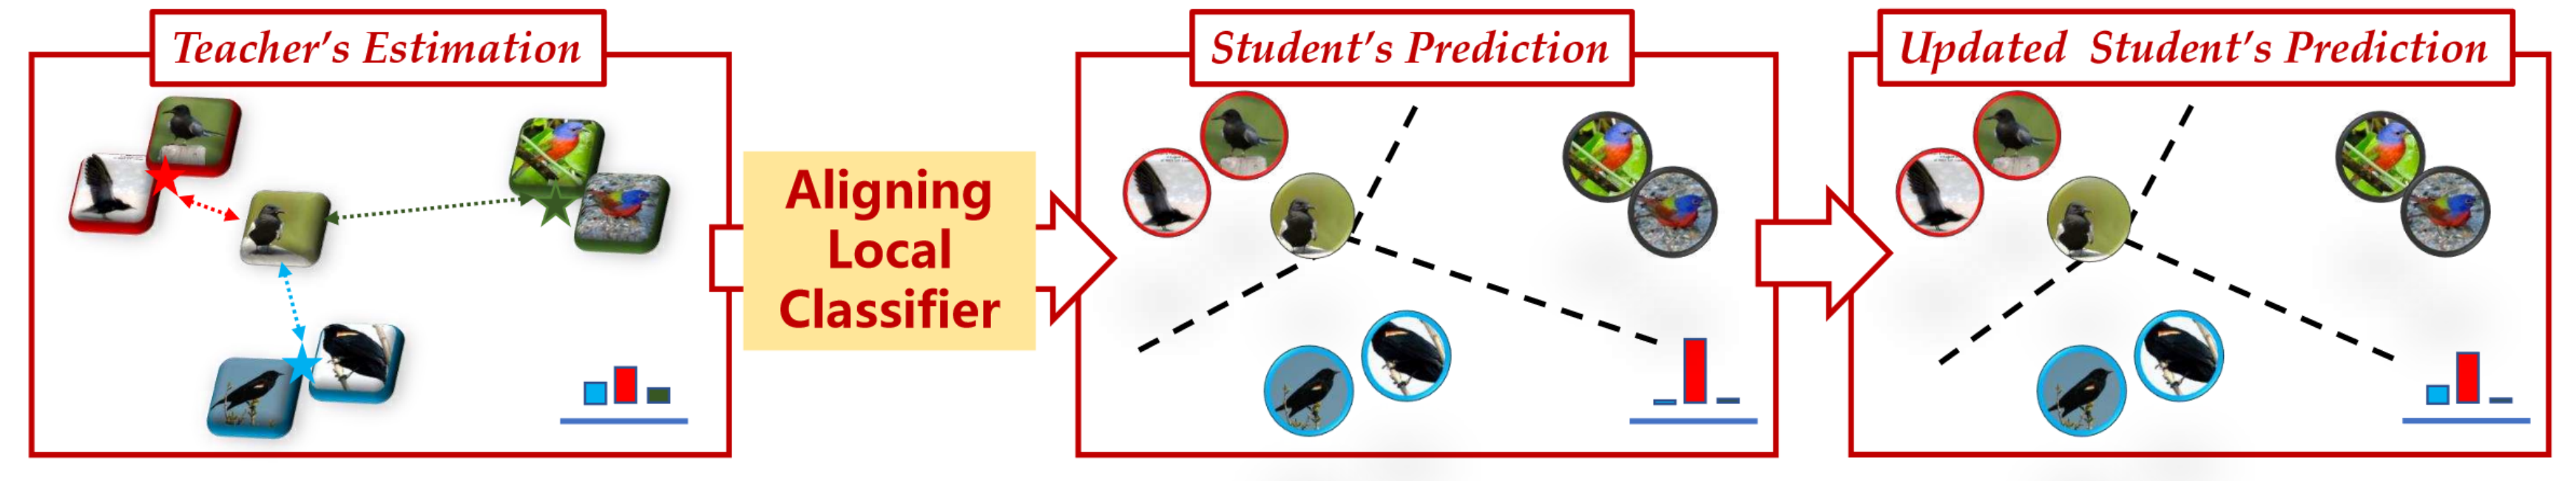 Teacher's Estimation
Aligning
Local
Classifier
Student's Prediction
Updated Student's Prediction